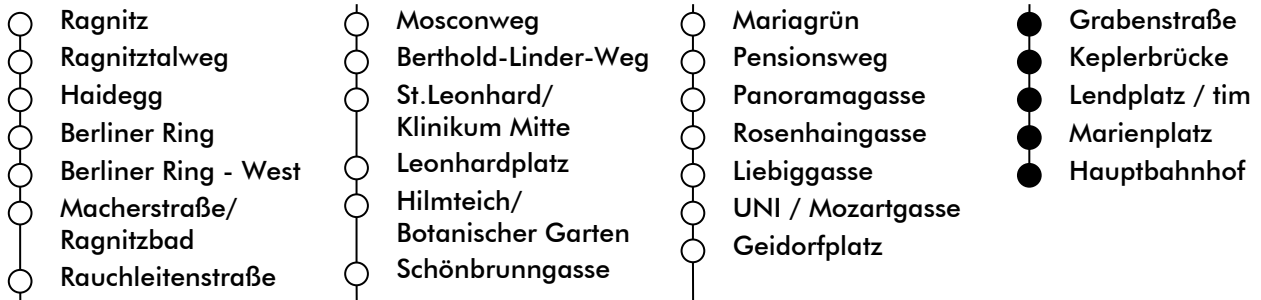 Ragnitz
Ragnitztalweg
Haidegg
Berliner Ring
Berliner Ring - West
Macherstraße/
Ragnitzbad
Rauchleitenstraße
Mosconweg
Berthold-Linder-Weg
St.Leonhard/
Klinikum Mitte
Leonhardplatz
Hilmteich/
Botanischer Garten
Schönbrunngasse
Mariagrün
Pensionsweg
Panoramagasse
Rosenhaingasse
Liebiggasse
UNI / Mozartgasse
Geidorfplatz
Grabenstraße
Keplerbrücke
Lendplatz / tim
Marienplatz
Hauptbahnhof